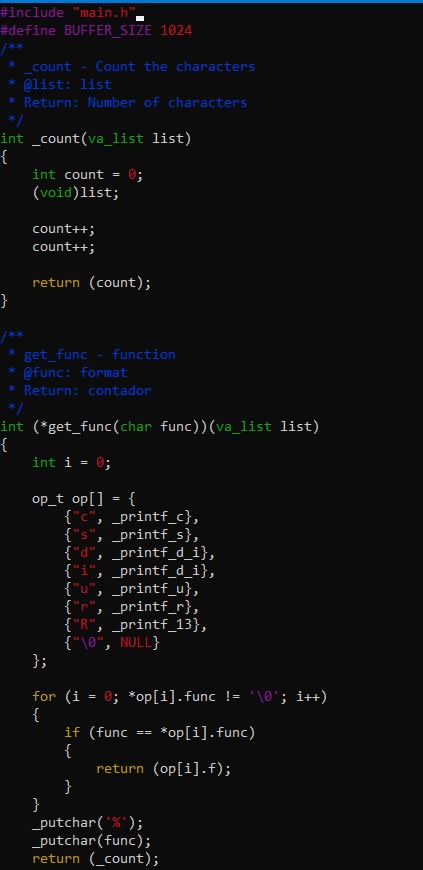 #include "main.h"
#define BUFFER_SIZE 1024
/**
 * _count - Count the characters
 * @list: list
 * Return: Number of characters
 */
int _count(va_list list)
{
    int count = 0;
    (void)list;

    count++;
    count++;

    return (count);
}

/**
 * get_func - function
 * @func: format
 * Return: contador
 */
int (*get_func(char func))(va_list list)
{
    int i = 0;

    op_t op[] = {
        {"c", _printf_c},
        {"s", _printf_s},
        {"d", _printf_d_i},
        {"i", _printf_d_i},
        {"u", _printf_u},
        {"r", _printf_r},
        {"R", _printf_13},
        {"\0", NULL}
    };

    for (i = 0; *op[i].func != '\0'; i++)
    {
        if (func == *op[i].func)
        {
            return (op[i].f);
        }
    }
    _putchar('%');
    _putchar(func);
    return (_count);